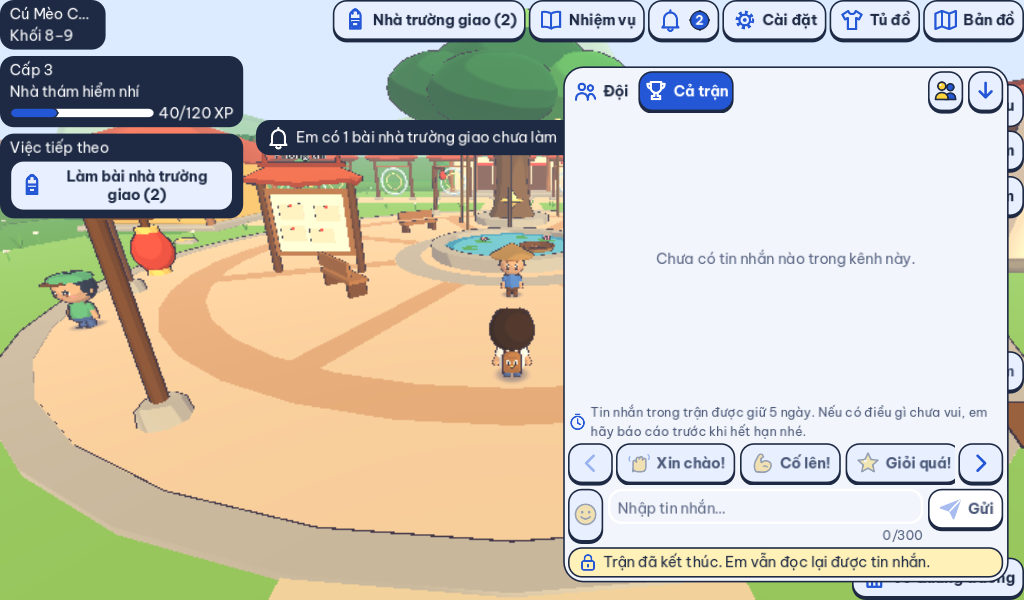 Cú Mèo C...
Khối 8-9
Nhà trường giao (2)
Nhiệm vụ
2
Cài đặt
Tủ đồ
Bản đồ
Cấp 3
Nhà thám hiểm nhí
40/120 XP
Việc tiếp theo
Làm bài nhà trường
giao (2)
Em có 1 bài nhà trường giao chưa làm
Đội
Cả trận
Chưa có tin nhắn nào trong kênh này.
Tin nhắn trong trận được giữ 5 ngày. Nếu có điều gì chưa vui, em
hãy báo cáo trước khi hết hạn nhé.
Xin chào!
Cố lên!
Giỏi quá!
Nhập tin nhắn...
Gửi
0/300
Trận đã kết thúc. Em vẫn đọc lại được tin nhắn.